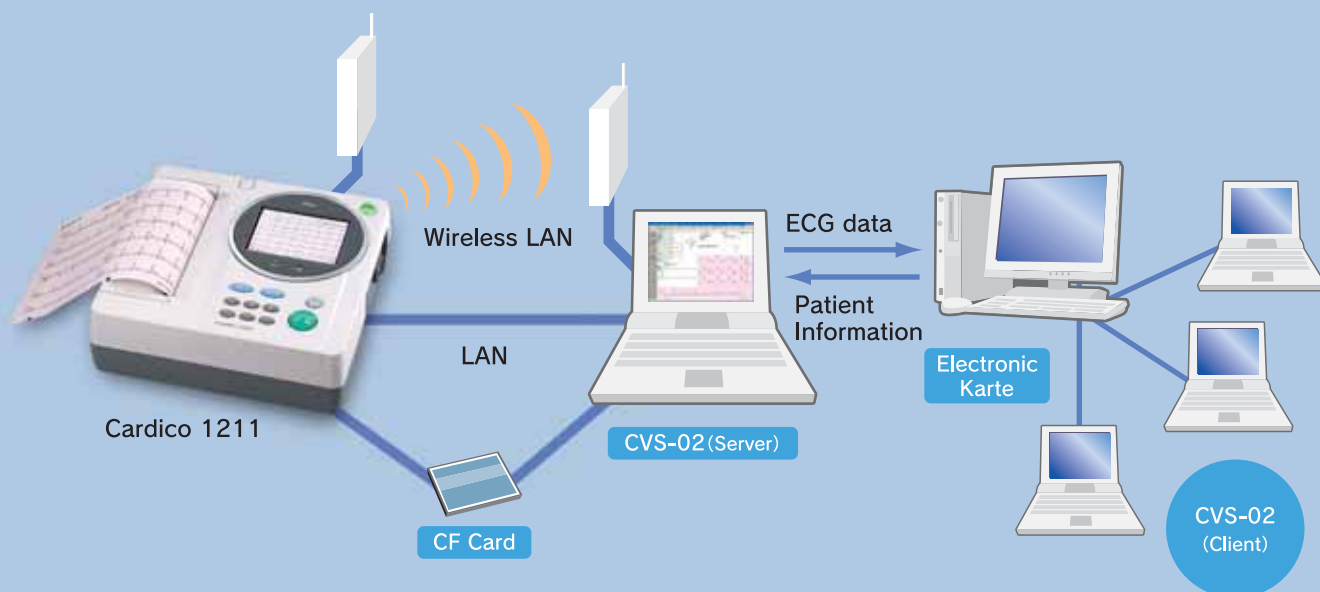 Wireless LAN
LAN
Cardico 1211
CF Card
CVS-02(Server)
ECG data
Patient
Information
Electronic
Karte
CVS-02
(Client)